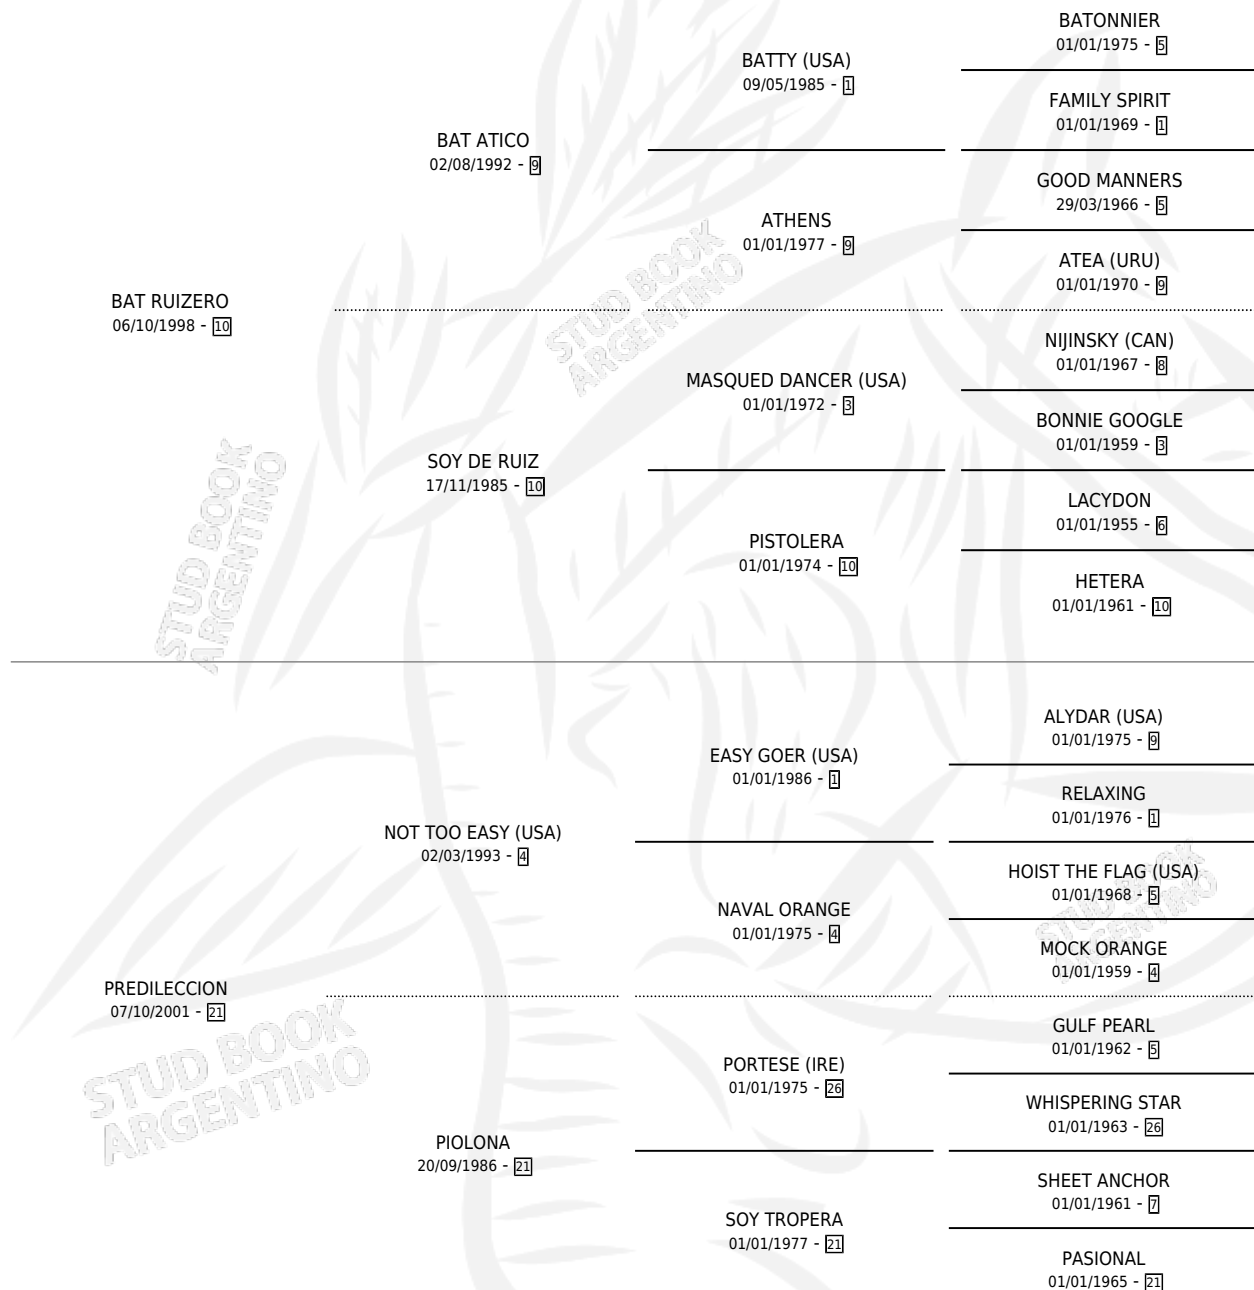 BATONNIER
01/01/1975 - 5
BATTY (USA)
09/05/1985 - 1
FAMILY SPIRIT
01/01/1969 - 1
BAT ATICO
02/08/1992 - 9
GOOD MANNERS
29/03/1966 - 5
ATHENS
01/01/1977 - 9
ATEA (URU)
01/01/1970 - 9
BAT RUIZERO
06/10/1998 - 10
NIJINSKY (CAN)
01/01/1967 - 8
MASQUED DANCER (USA)
01/01/1972 - 3
BONNIE GOOGLE
01/01/1959 - 3
SOY DE RUIZ
17/11/1985 - 10
LACYDON
01/01/1955 - 6
PISTOLERA
01/01/1974 - 10
HETERA
01/01/1961 - 10
ALYDAR (USA)
01/01/1975 - 9
EASY GOER (USA)
01/01/1986 - 1
RELAXING
01/01/1976 - 1
NOT TOO EASY (USA)
02/03/1993 - 4
HOIST THE FLAG (USA)
01/01/1968 - 5
NAVAL ORANGE
01/01/1975 - 4
MOCK ORANGE
01/01/1959 - 4
PREDILECCION
07/10/2001 - 21
GULF PEARL
01/01/1962 - 5
PORTESE (IRE)
01/01/1975 - 26
WHISPERING STAR
01/01/1963 - 26
PIOLONA
20/09/1986 - 21
SHEET ANCHOR
01/01/1961 - 7
SOY TROPERA
01/01/1977 - 21
PASIONAL
01/01/1965 - 21
STUD BOOK
ARGENTINO
STUD BOOK
ARGENTINO
STUD BOOK
ARGENTINO
STUD BOOK
ARGENTINO